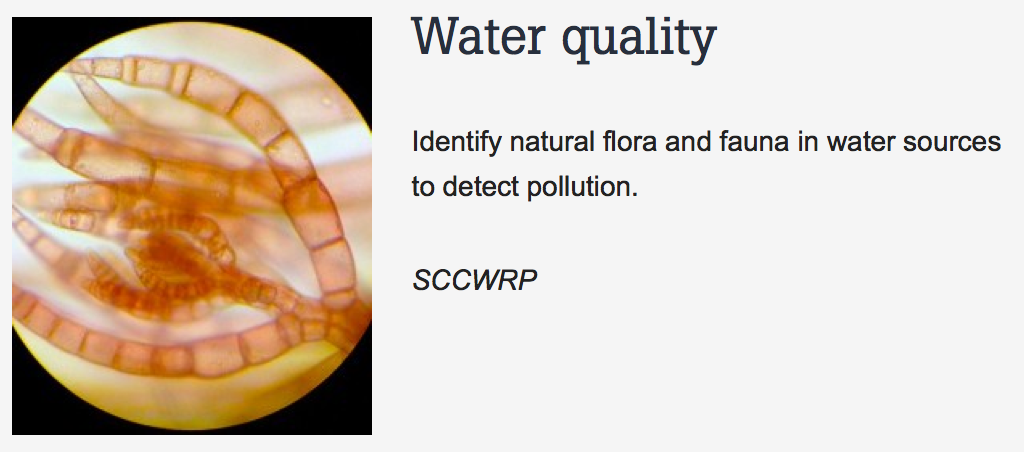 Water quality
Identify natural flora and fauna in water sources
to detect pollution.
SCCWRP